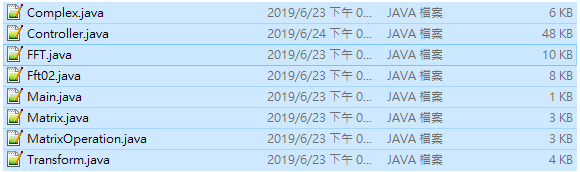 Complex.java 2019/6/23 下午 0... JAVA 檔案 6 KB
Controller.java 2019/6/24 下午 0... JAVA 檔案 48 KB
FFT.java 2019/6/23 下午 0... JAVA 檔案 10 KB
Fft02.java 2019/6/23 下午 0... JAVA 檔案 8 KB
Main.java 2019/6/23 下午 0... JAVA 檔案 1 KB
Matrix.java 2019/6/23 下午 0... JAVA 檔案 3 KB
MatrixOperation.java 2019/6/23 下午 0... JAVA 檔案 3 KB
Transform.java 2019/6/23 下午 0... JAVA 檔案 4 KB